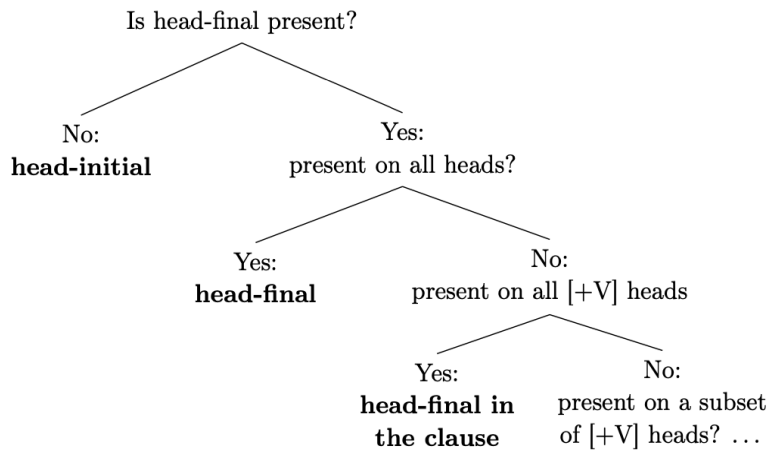 Is head-final present?
No:
head-initial
Yes:
present on all heads?
Yes:
head-final
No:
present on all [+V] heads
Yes:
head-final in
the clause
No:
present on a subset
of [+V] heads? ...